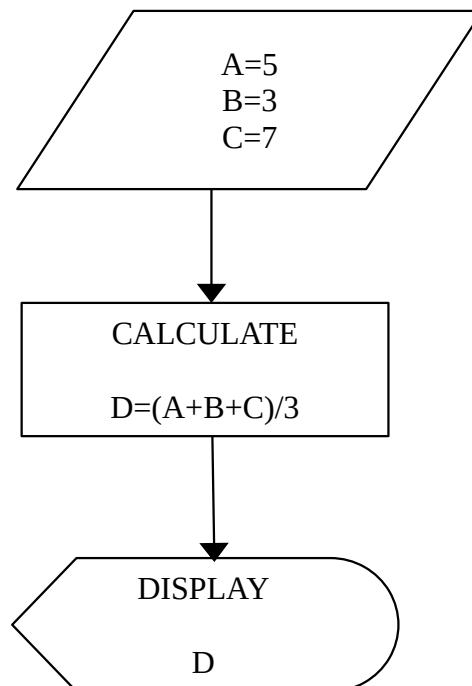 A=5
B=3
C=7
CALCULATE
D=(A+B+C)/3
DISPLAY
D